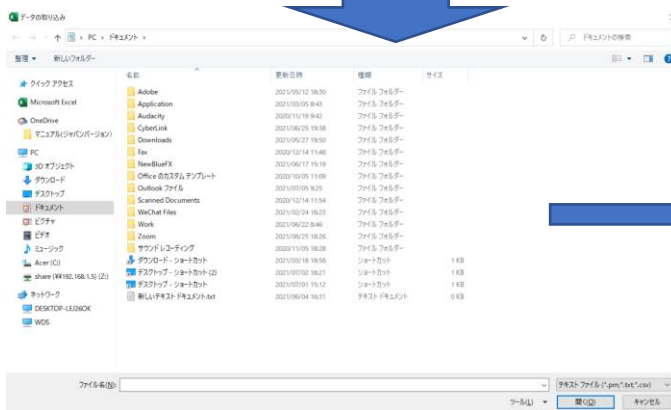 データの取り込み
PC › ドキュメント ›
ドキュメントの検索
整理 新しいフォルダー
名前 更新日時 種類 サイズ
クイック アクセス
Microsoft Excel
OneDrive
マニュアル(ジャパンバージョン)
PC
3D オブジェクト
ダウンロード
デスクトップ
ドキュメント
ピクチャ
ビデオ
ミュージック
Acer (C:)
share (¥¥192.168.1.5) (Z:)
ネットワーク
DESKTOP-LEJ26OK
WDS
Adobe 2021/05/12 18:30 ファイル フォルダー
Application 2021/03/05 8:43 ファイル フォルダー
Audacity 2020/11/19 9:42 ファイル フォルダー
CyberLink 2021/06/25 19:38 ファイル フォルダー
Downloads 2021/05/27 19:50 ファイル フォルダー
Fax 2020/12/14 11:48 ファイル フォルダー
NewBlueFX 2021/06/17 15:19 ファイル フォルダー
Office のカスタム テンプレート 2020/10/05 11:09 ファイル フォルダー
Outlook ファイル 2021/07/05 9:25 ファイル フォルダー
Scanned Documents 2020/12/14 11:54 ファイル フォルダー
WeChat Files 2021/02/24 18:23 ファイル フォルダー
Work 2021/06/22 8:46 ファイル フォルダー
Zoom 2021/06/25 18:26 ファイル フォルダー
サウンド レコーディング 2020/11/05 18:28 ファイル フォルダー
ダウンロード - ショートカット 2021/03/18 18:58 ショートカット 1 KB
デスクトップ - ショートカット (2) 2021/07/02 18:21 ショートカット 1 KB
デスクトップ - ショートカット 2021/07/01 15:12 ショートカット 1 KB
新しいテキスト ドキュメント.txt 2021/06/04 16:31 テキスト ドキュメント 0 KB
ファイル名(N):
テキスト ファイル (*.prn;*.txt;*.csv)
ツール(L) 開く(O) キャンセル